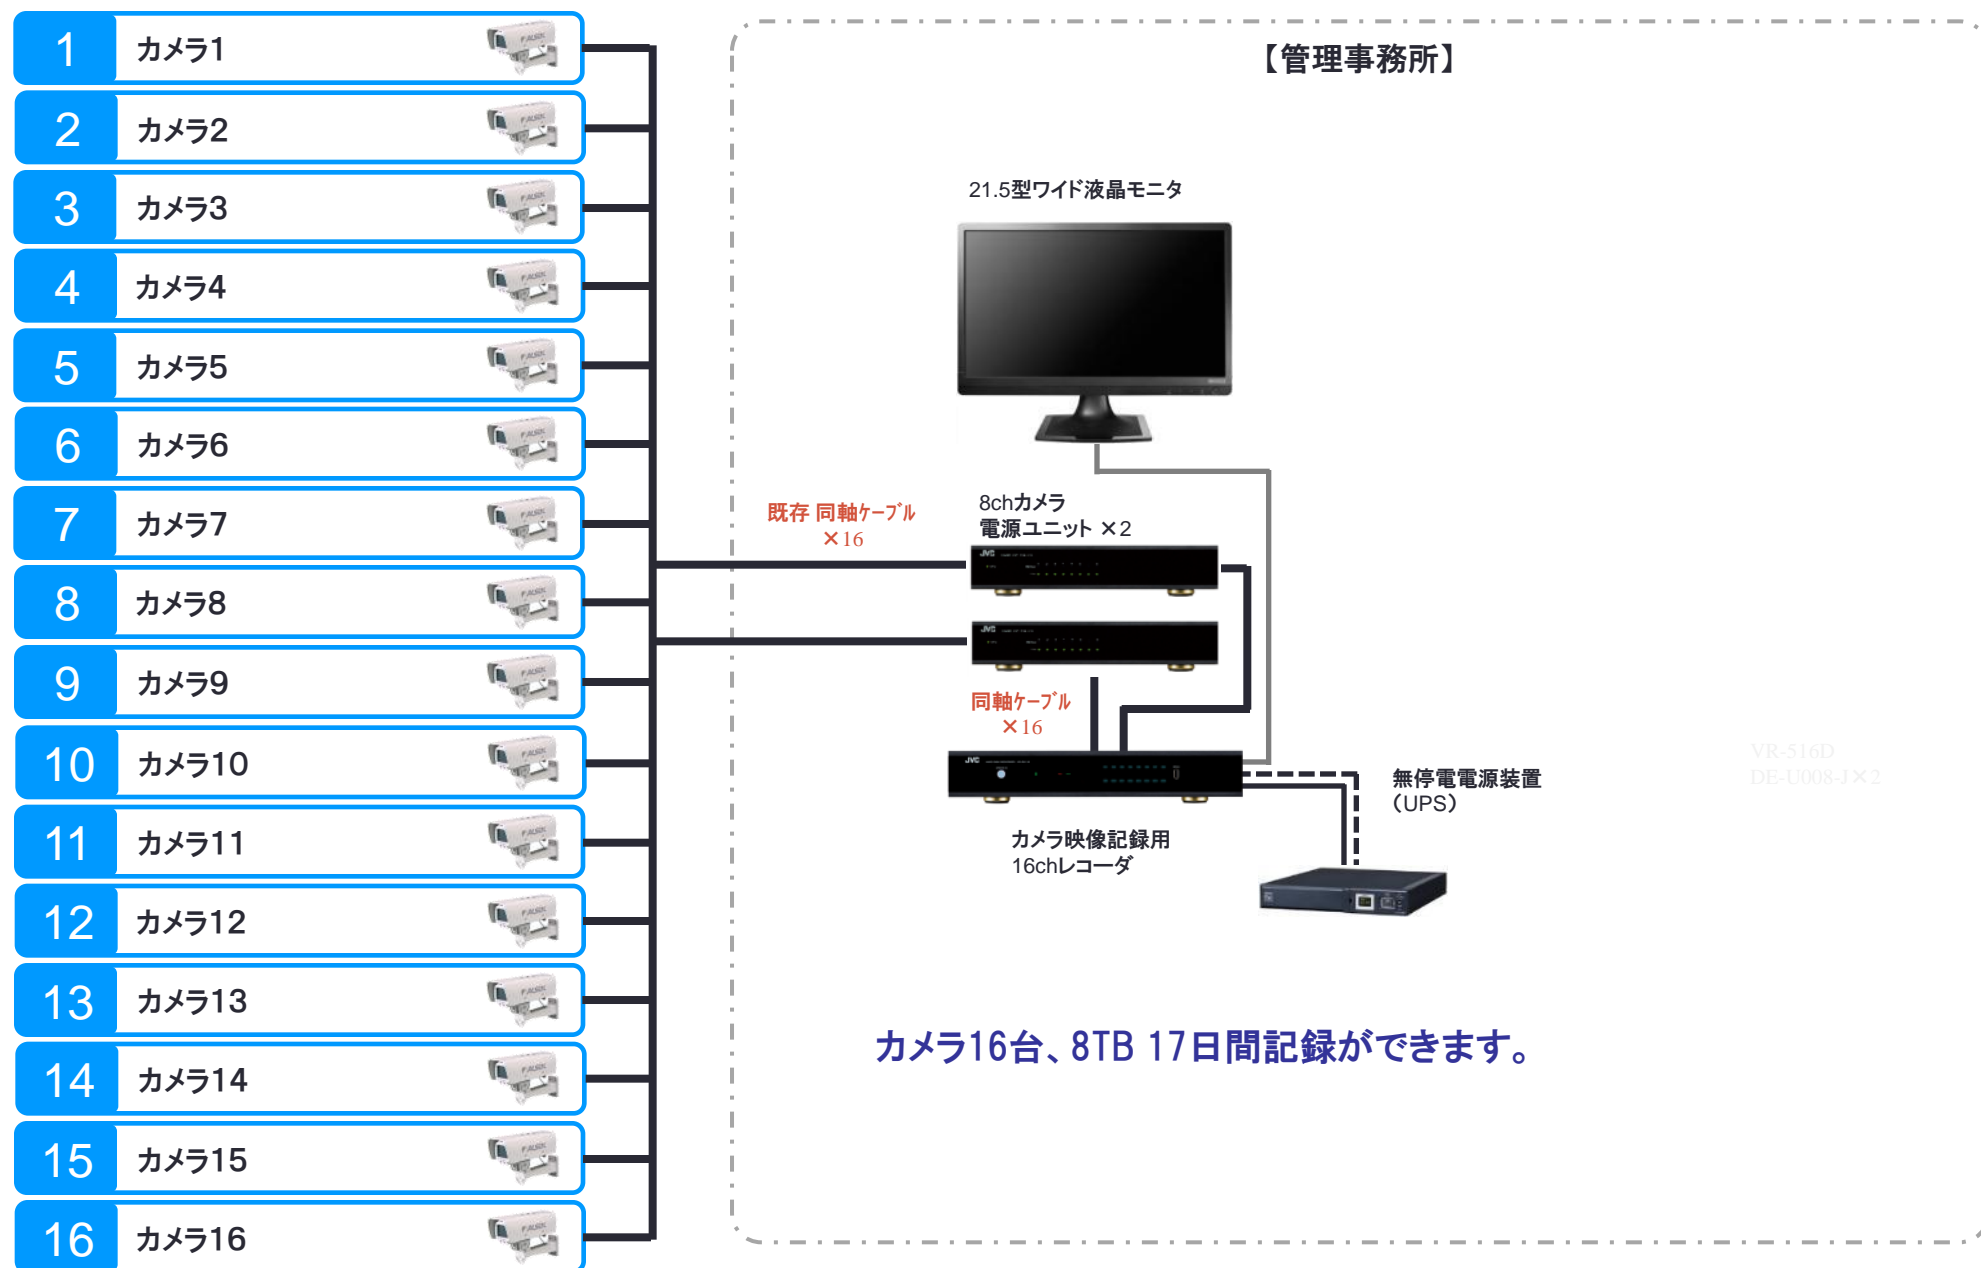 1 カメラ1
2 カメラ2
3 カメラ3
4 カメラ4
5 カメラ5
6 カメラ6
7 カメラ7
8 カメラ8
9 カメラ9
10 カメラ10
11 カメラ11
12 カメラ12
13 カメラ13
14 カメラ14
15 カメラ15
16 カメラ16
【管理事務所】
21.5型ワイド液晶モニタ
既存 同軸ケーブル
×16
8chカメラ
電源ユニット ×2
JVC
JVC
同軸ケーブル
×16
JVC
カメラ映像記録用
16chレコーダ
無停電電源装置
（UPS）
VR-516D
DE-U008-J×2
カメラ16台、8TB 17日間記録ができます。